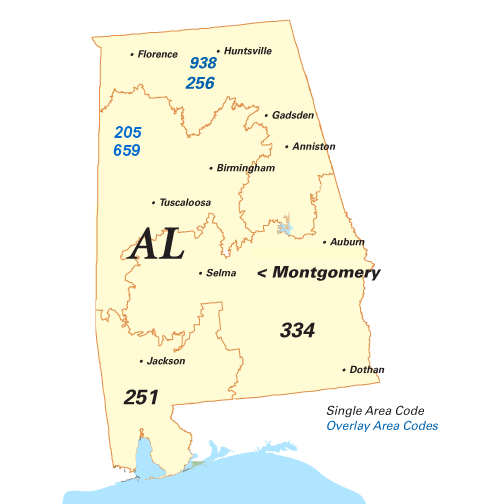 Florence
Huntsville
938
256
Gadsden
205
659
Anniston
Birmingham
Tuscaloosa
AL
Auburn
Selma
< Montgomery
334
Jackson
Dothan
251
Single Area Code
Overlay Area Codes